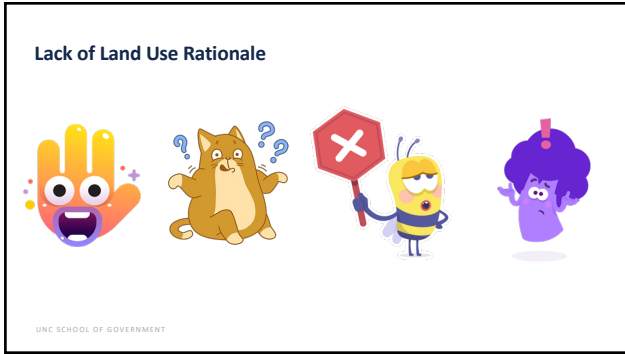 Lack of Land Use Rationale
? ? ?
!
UNC SCHOOL OF GOVERNMENT